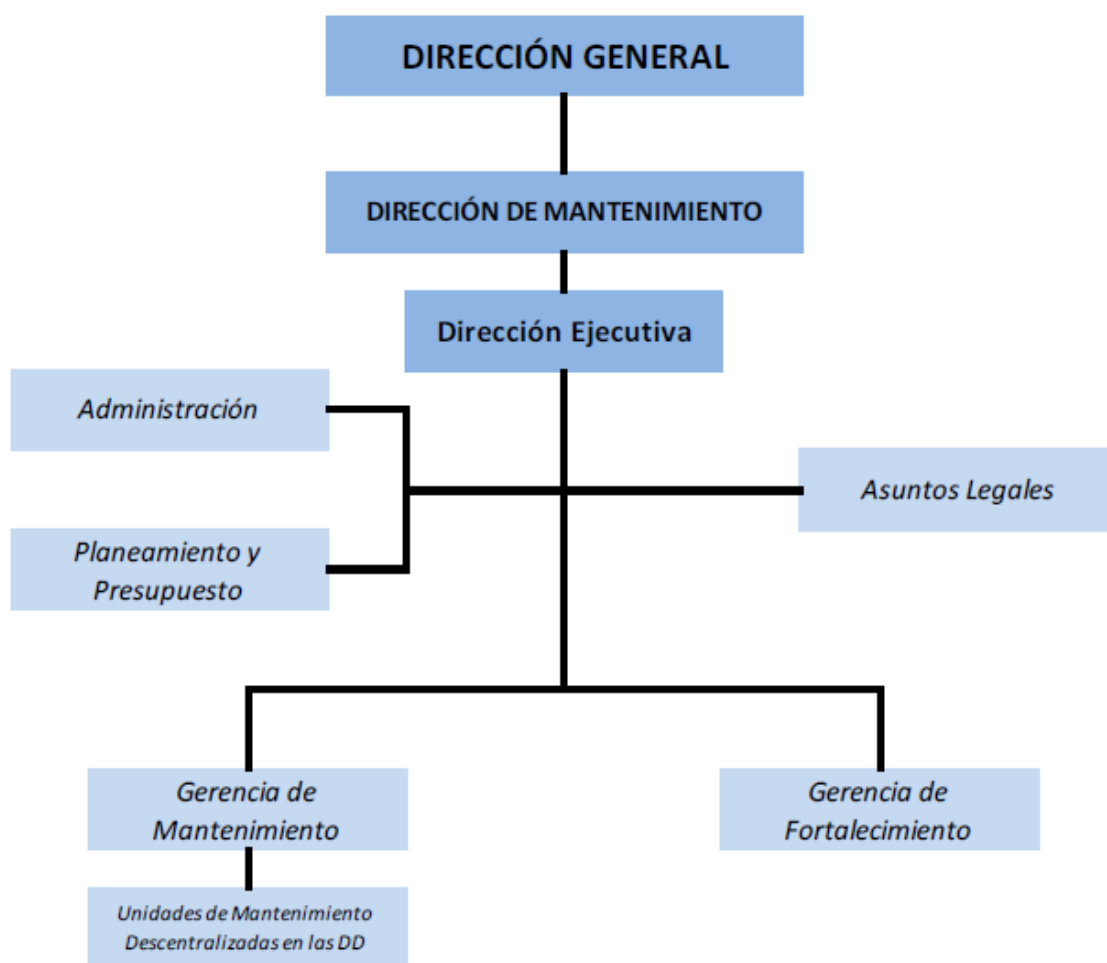 DIRECCIÓN GENERAL
DIRECCIÓN DE MANTENIMIENTO
Dirección Ejecutiva
Administración
Asuntos Legales
Planeamiento y
Presupuesto
Gerencia de
Mantenimiento
Gerencia de
Fortalecimiento
Unidades de Mantenimiento
Descentralizadas en las DD